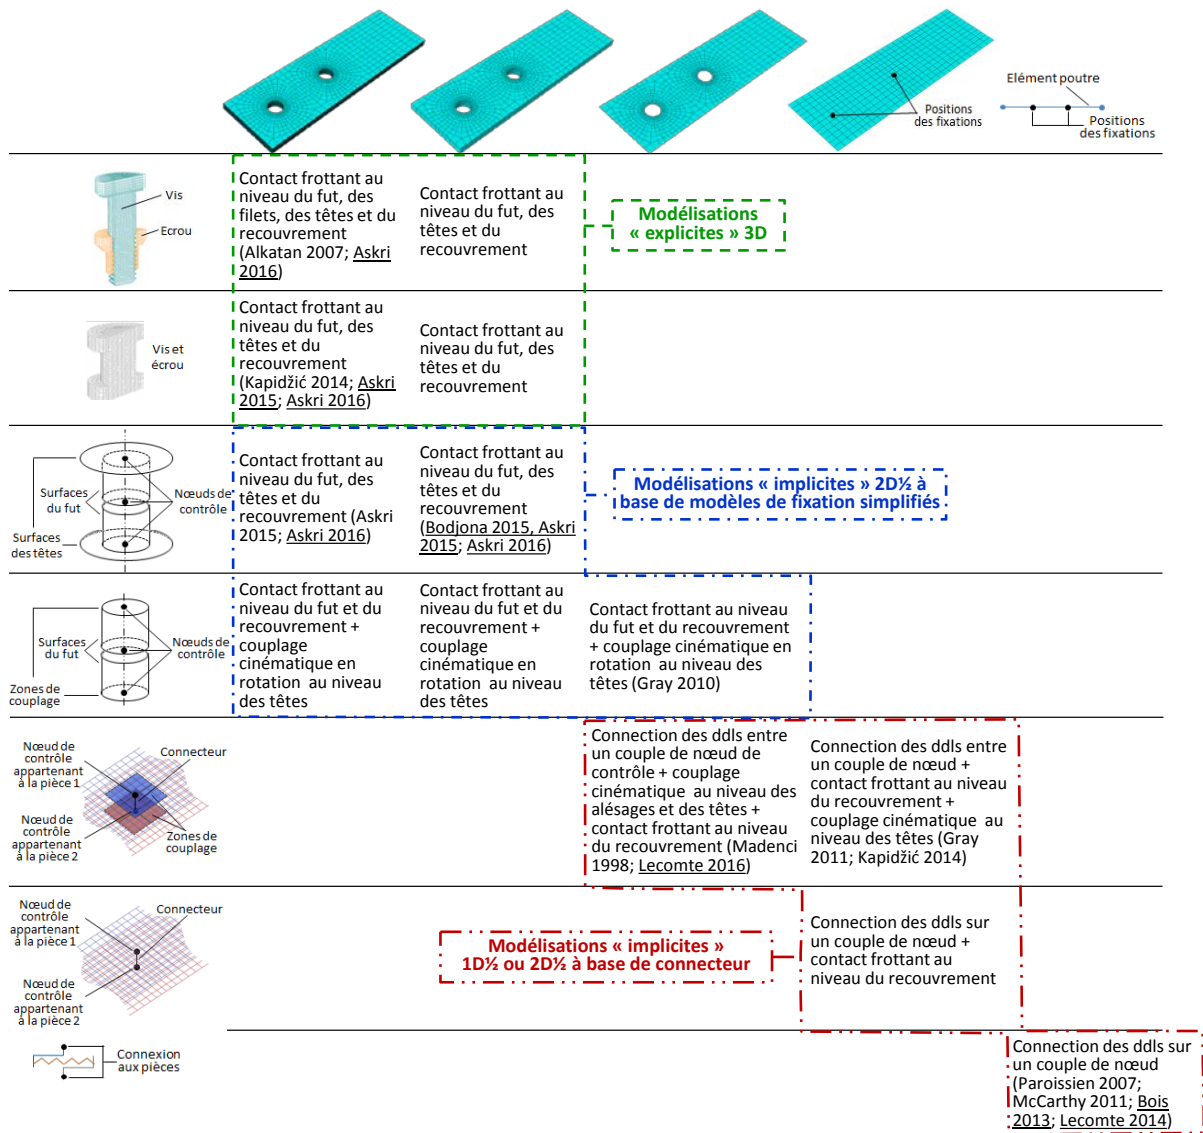 Elément poutre
Positions
des fixations
Positions
des fixations
Vis
Ecrou
Contact frottant au
niveau du fut, des
filets, des têtes et du
recouvrement
(Alkatan 2007; Askri
2016)
Contact frottant au
niveau du fut, des
têtes et du
recouvrement
Modélisations
« explicites » 3D
Vis et
écrou
Contact frottant au
niveau du fut, des
têtes et du
recouvrement
(Kapidžić 2014; Askri
2015; Askri 2016)
Contact frottant au
niveau du fut, des
têtes et du
recouvrement
Surfaces
du fut
Nœuds de
contrôle
Surfaces
des têtes
Contact frottant au
niveau du fut, des
têtes et du
recouvrement (Askri
2015; Askri 2016)
Contact frottant au
niveau du fut, des
têtes et du
recouvrement
(Bodjona 2015, Askri
2015; Askri 2016)
Modélisations « implicites » 2D½ à
base de modèles de fixation simplifiés
Surfaces
du fut
Nœuds de
contrôle
Zones de
couplage
Contact frottant au
niveau du fut et du
recouvrement +
couplage
cinématique en
rotation au niveau
des têtes
Contact frottant au
niveau du fut et du
recouvrement +
couplage
cinématique en
rotation au niveau
des têtes
Contact frottant au niveau
du fut et du recouvrement
+ couplage cinématique en
rotation au niveau des
têtes (Gray 2010)
Nœud de
contrôle
appartenant
à la pièce 1
Connecteur
Nœud de
contrôle
appartenant
à la pièce 2
Zones de
couplage
Connection des ddls entre
un couple de nœud de
contrôle + couplage
cinématique au niveau des
alésages et des têtes +
contact frottant au niveau
du recouvrement (Madenci
1998; Lecomte 2016)
Connection des ddls entre
un couple de nœud +
contact frottant au niveau
du recouvrement +
couplage cinématique au
niveau des têtes (Gray
2011; Kapidžić 2014)
Nœud de
contrôle
appartenant
à la pièce 1
Connecteur
Nœud de
contrôle
appartenant
à la pièce 2
Modélisations « implicites »
1D½ ou 2D½ à base de connecteur
Connection des ddls sur
un couple de nœud +
contact frottant au
niveau du recouvrement
Connexion
aux pièces
Connection des ddls sur
un couple de nœud
(Paroissien 2007;
McCarthy 2011; Bois
2013; Lecomte 2014)